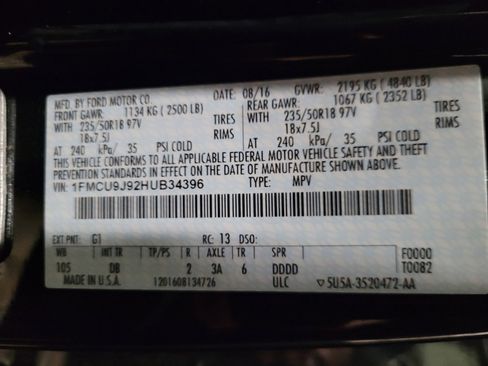 MFD. BY FORD MOTOR CO. DATE: 08/16 GVWR: 2195 KG ( 4840 LB)
FRONT GAWR: 1134 KG ( 2500 LB) REAR GAWR: 1067 KG ( 2352 LB)
WITH 235/50R18 97V TIRES WITH 235/50R18 97V TIRES
18x7.5J RIMS 18x7.5J RIMS
AT 240 kPa/ 35 PSI COLD AT 240 kPa/ 35 PSI COLD
THIS VEHICLE CONFORMS TO ALL APPLICABLE FEDERAL MOTOR VEHICLE SAFETY AND THEFT
PREVENTION STANDARDS IN EFFECT ON THE DATE OF MANUFACTURE SHOWN ABOVE.
VIN: 1FMCU9J92HUB34396 TYPE: MPV
EXT PNT: G1 RC: 13 DSO:
WB INT TR TP/PS R AXLE TR SPR F0000
105 DB 2 3A 6 DDDD T0082
MADE IN U.S.A. 1201608134726 ULC ▽5U5A-3520472-AA